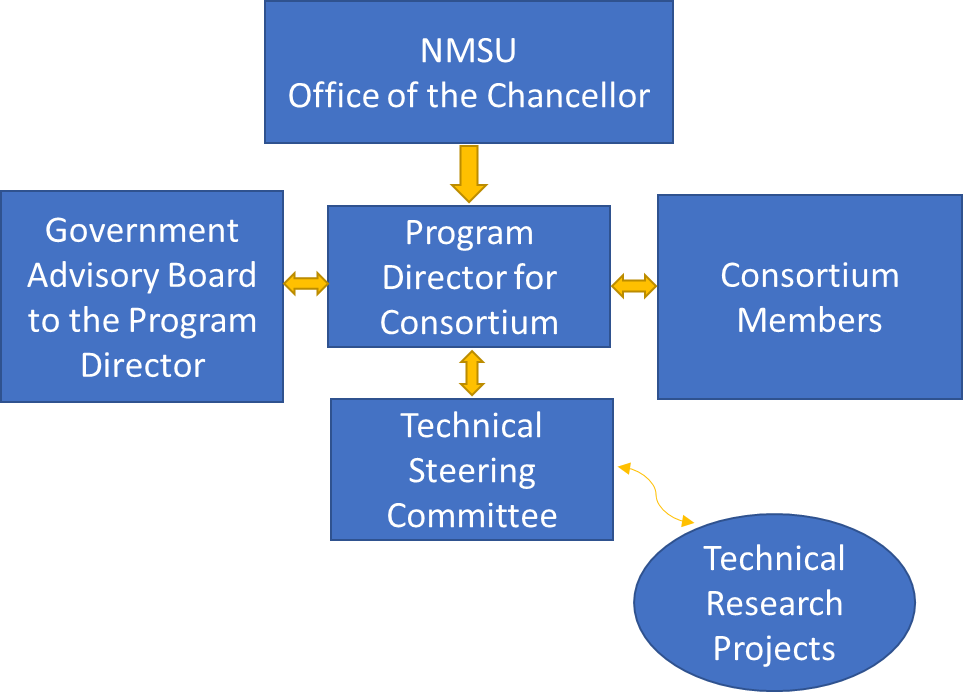 NMSU
Office of the Chancellor
Government
Advisory Board
to the Program
Director
Program
Director for
Consortium
Consortium
Members
Technical
Steering
Committee
Technical
Research
Projects